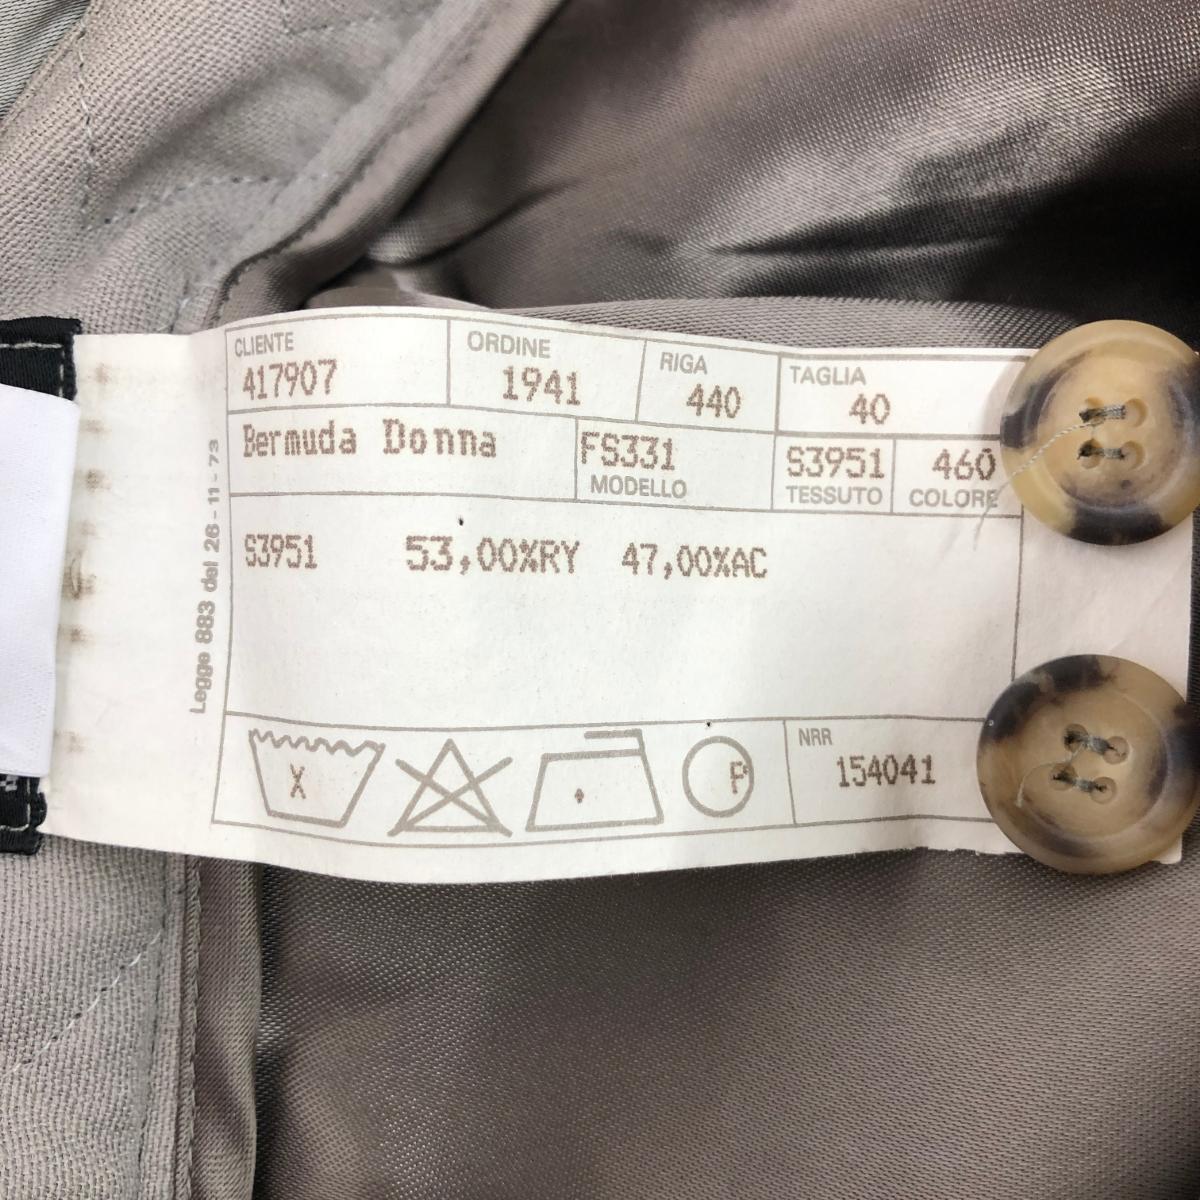 CLIENTE
417907
ORDINE
1941
RIGA
440
TAGLIA
40
Bermuda Donna
FS331
MODELLO
S3951
TESSUTO
460
COLORE
S3951 53,00%RY 47,00%AC
Legge 883 del 26-11-73
X
P
NRR
154041